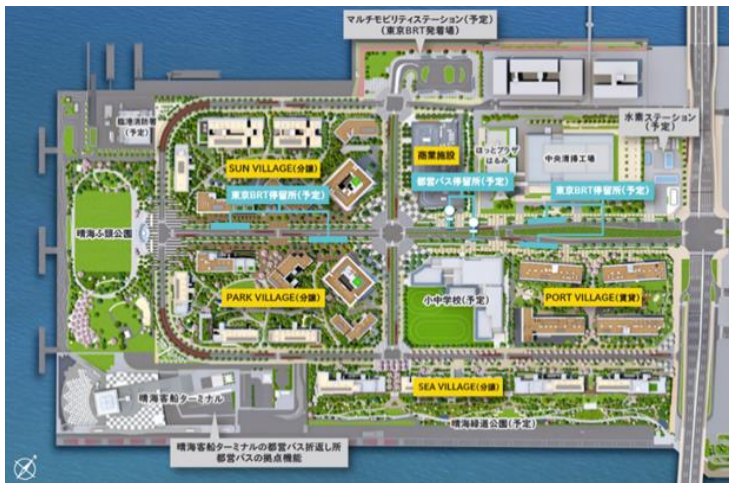 マルチモビリティステーション(予定)
(東京BRT発着場)
臨港消防署
(予定)
水素ステーション
(予定)
SUN VILLAGE(分譲)
商業施設
ほっとプラザ
はるみ
中央清掃工場
東京BRT停留所(予定)
都営バス停留所(予定)
東京BRT停留所(予定)
晴海ふ頭公園
PARK VILLAGE(分譲)
小中学校(予定)
PORT VILLAGE(賃貸)
SEA VILLAGE(分譲)
晴海客船ターミナル
晴海緑道公園(予定)
晴海客船ターミナルの都営バス折返し所
都営バスの拠点機能